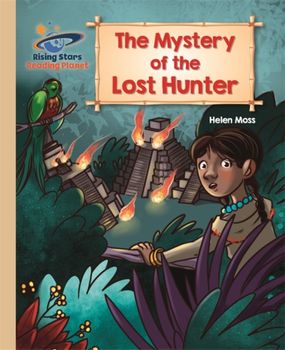 Rising Stars
Reading Planet
The Mystery
of the
Lost Hunter
Helen Moss